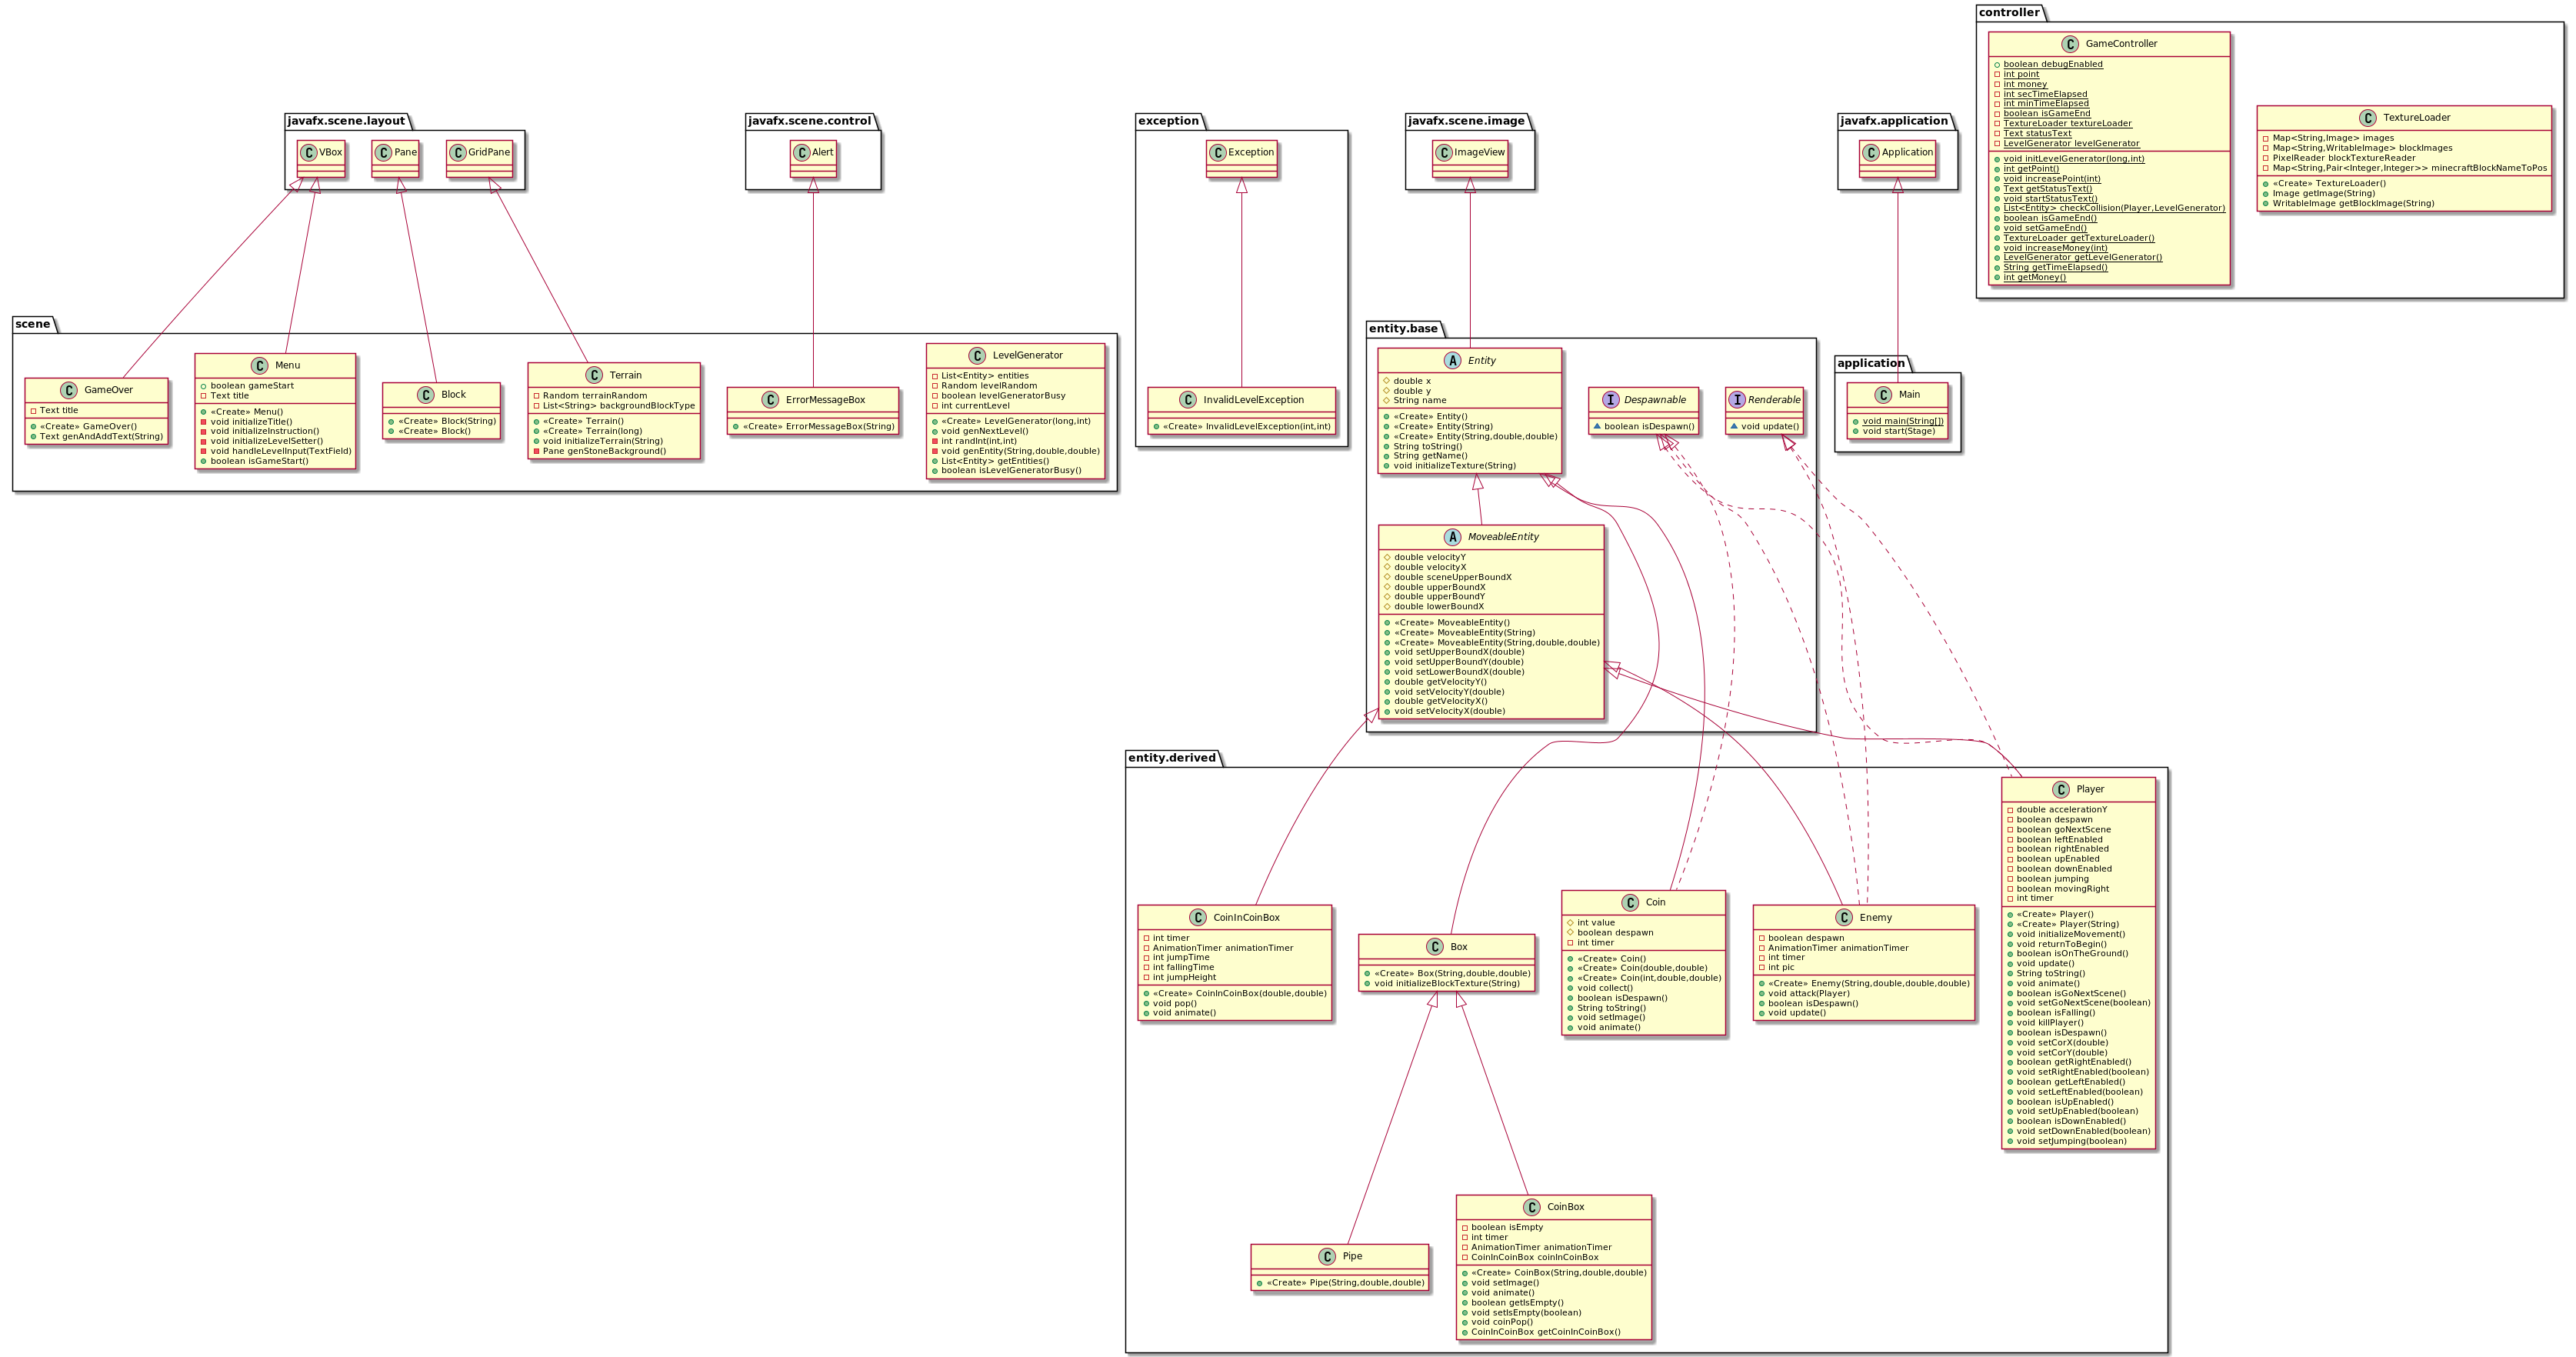 controller
C GameController
boolean debugEnabled
int point
int money
int secTimeElapsed
int minTimeElapsed
boolean isGameEnd
TextureLoader textureLoader
Text statusText
LevelGenerator levelGenerator
void initLevelGenerator(long,int)
int getPoint()
void increasePoint(int)
Text getStatusText()
void startStatusText()
List<Entity> checkCollision(Player,LevelGenerator)
boolean isGameEnd()
void setGameEnd()
TextureLoader getTextureLoader()
void increaseMoney(int)
LevelGenerator getLevelGenerator()
String getTimeElapsed()
int getMoney()
C TextureLoader
Map<String,Image> images
Map<String,WritableImage> blockImages
PixelReader blockTextureReader
Map<String,Pair<Integer,Integer>> minecraftBlockNameToPos
«Create» TextureLoader()
Image getImage(String)
WritableImage getBlockImage(String)
javafx.scene.layout
C VBox
C Pane
C GridPane
javafx.scene.control
C Alert
exception
C Exception
C InvalidLevelException
«Create» InvalidLevelException(int,int)
javafx.scene.image
C ImageView
javafx.application
C Application
scene
C GameOver
Text title
«Create» GameOver()
Text genAndAddText(String)
C Menu
boolean gameStart
Text title
«Create» Menu()
void initializeTitle()
void initializeInstruction()
void initializeLevelSetter()
void handleLevelInput(TextField)
boolean isGameStart()
C Block
«Create» Block(String)
«Create» Block()
C Terrain
Random terrainRandom
List<String> backgroundBlockType
«Create» Terrain()
«Create» Terrain(long)
void initializeTerrain(String)
Pane genStoneBackground()
C ErrorMessageBox
«Create» ErrorMessageBox(String)
C LevelGenerator
List<Entity> entities
Random levelRandom
boolean levelGeneratorBusy
int currentLevel
«Create» LevelGenerator(long,int)
void genNextLevel()
int randInt(int,int)
void genEntity(String,double,double)
List<Entity> getEntities()
boolean isLevelGeneratorBusy()
entity.base
A Entity
double x
double y
String name
«Create» Entity()
«Create» Entity(String)
«Create» Entity(String,double,double)
String toString()
String getName()
void initializeTexture(String)
I Despawnable
boolean isDespawn()
I Renderable
void update()
application
C Main
void main(String[])
void start(Stage)
A MoveableEntity
double velocityY
double velocityX
double sceneUpperBoundX
double upperBoundX
double upperBoundY
double lowerBoundX
«Create» MoveableEntity()
«Create» MoveableEntity(String)
«Create» MoveableEntity(String,double,double)
void setUpperBoundX(double)
void setUpperBoundY(double)
void setLowerBoundX(double)
double getVelocityY()
void setVelocityY(double)
double getVelocityX()
void setVelocityX(double)
entity.derived
C CoinInCoinBox
int timer
AnimationTimer animationTimer
int jumpTime
int fallingTime
int jumpHeight
«Create» CoinInCoinBox(double,double)
void pop()
void animate()
C Box
«Create» Box(String,double,double)
void initializeBlockTexture(String)
C Coin
int value
boolean despawn
int timer
«Create» Coin()
«Create» Coin(double,double)
«Create» Coin(int,double,double)
void collect()
boolean isDespawn()
String toString()
void setImage()
void animate()
C Enemy
boolean despawn
AnimationTimer animationTimer
int timer
int pic
«Create» Enemy(String,double,double,double)
void attack(Player)
boolean isDespawn()
void update()
C Player
double accelerationY
boolean despawn
boolean goNextScene
boolean leftEnabled
boolean rightEnabled
boolean upEnabled
boolean downEnabled
boolean jumping
boolean movingRight
int timer
«Create» Player()
«Create» Player(String)
void initializeMovement()
void returnToBegin()
boolean isOnTheGround()
void update()
String toString()
void animate()
boolean isGoNextScene()
void setGoNextScene(boolean)
boolean isFalling()
void killPlayer()
boolean isDespawn()
void setCorX(double)
void setCorY(double)
boolean getRightEnabled()
void setRightEnabled(boolean)
boolean getLeftEnabled()
void setLeftEnabled(boolean)
boolean isUpEnabled()
void setUpEnabled(boolean)
boolean isDownEnabled()
void setDownEnabled(boolean)
void setJumping(boolean)
C Pipe
«Create» Pipe(String,double,double)
C CoinBox
boolean isEmpty
int timer
AnimationTimer animationTimer
CoinInCoinBox coinInCoinBox
«Create» CoinBox(String,double,double)
void setImage()
void animate()
boolean getIsEmpty()
void setIsEmpty(boolean)
void coinPop()
CoinInCoinBox getCoinInCoinBox()